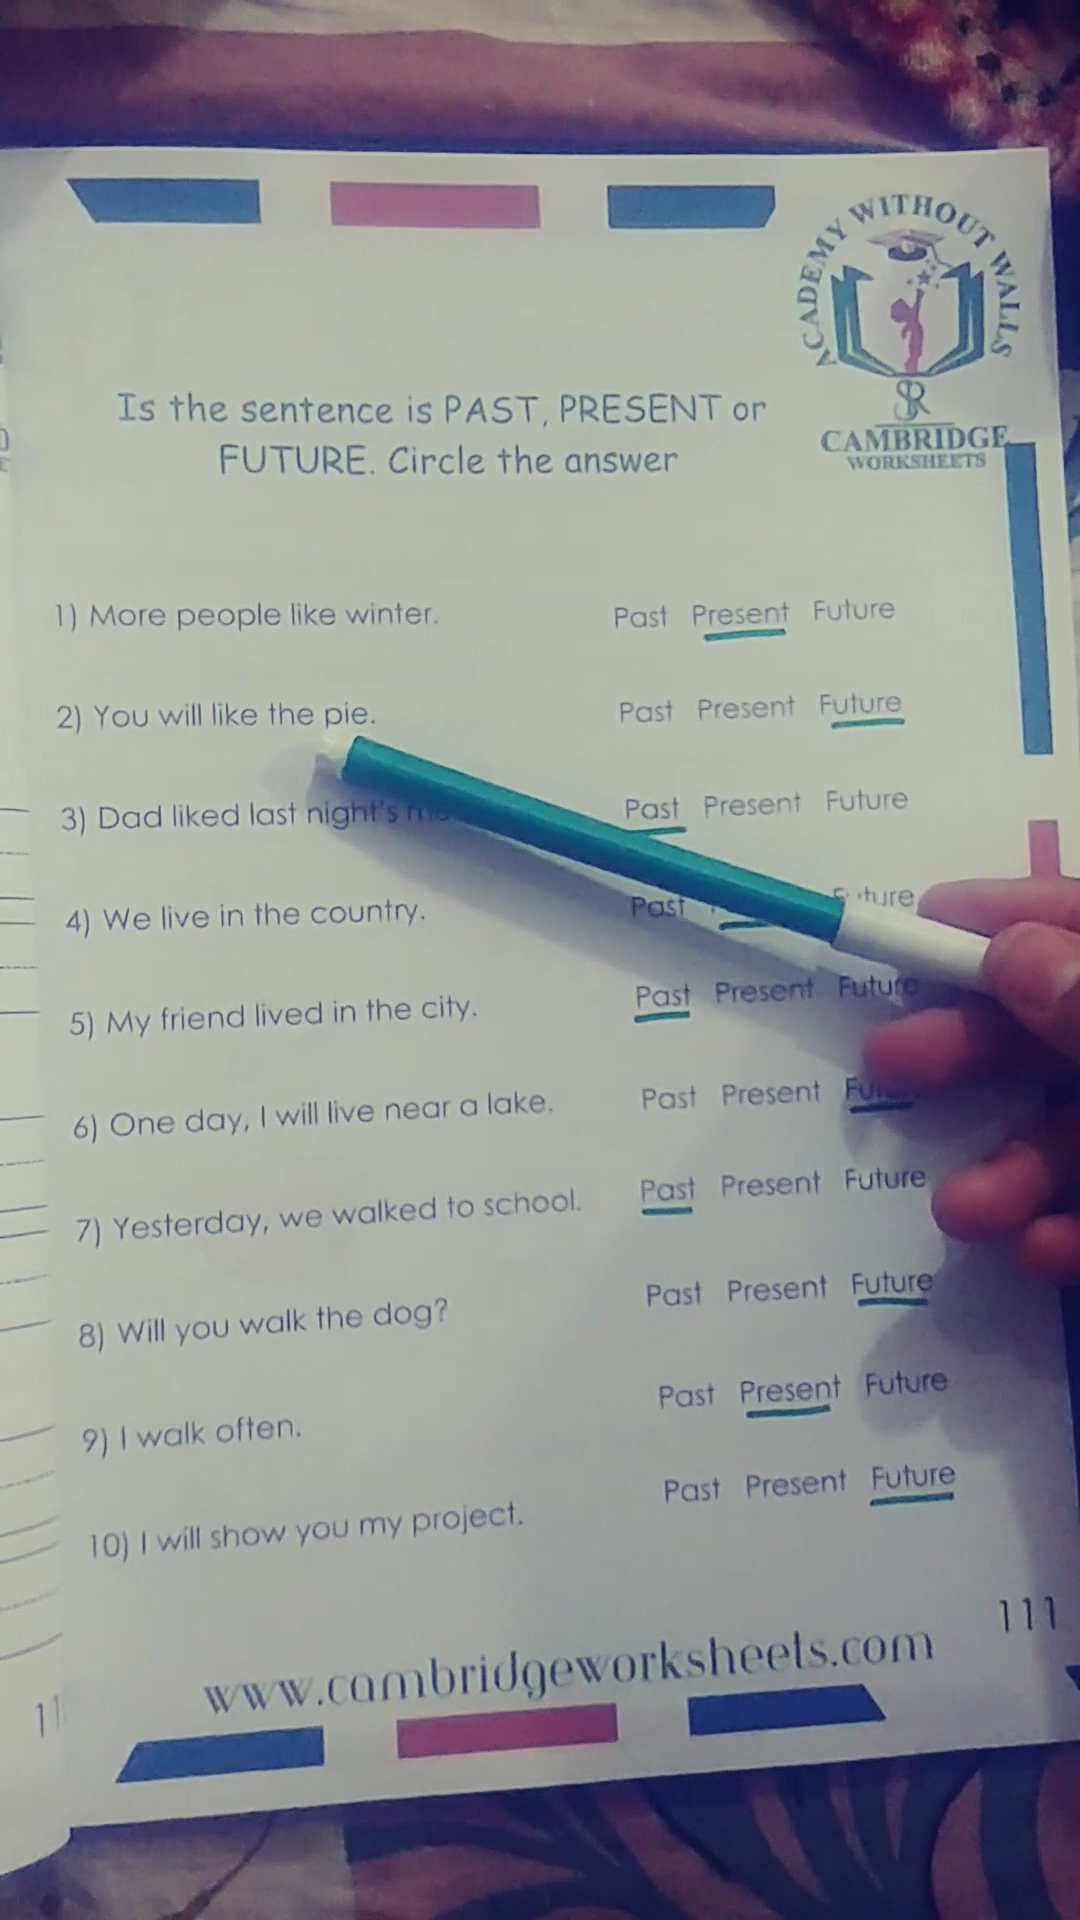 ACADEMY WITHOUT WALLS
SR
CAMBRIDGE
WORKSHEETS
Is the sentence is PAST, PRESENT or
FUTURE. Circle the answer
1) More people like winter. Past Present Future
2) You will like the pie. Past Present Future
3) Dad liked last night's Past Present Future
4) We live in the country. Past
5) My friend lived in the city. Past Present Future
6) One day, I will live near a lake. Past Present
7) Yesterday, we walked to school. Past Present Future
8) Will you walk the dog? Past Present Future
9) I walk often. Past Present Future
10) I will show you my project. Past Present Future
111
www.cambridgeworksheets.com